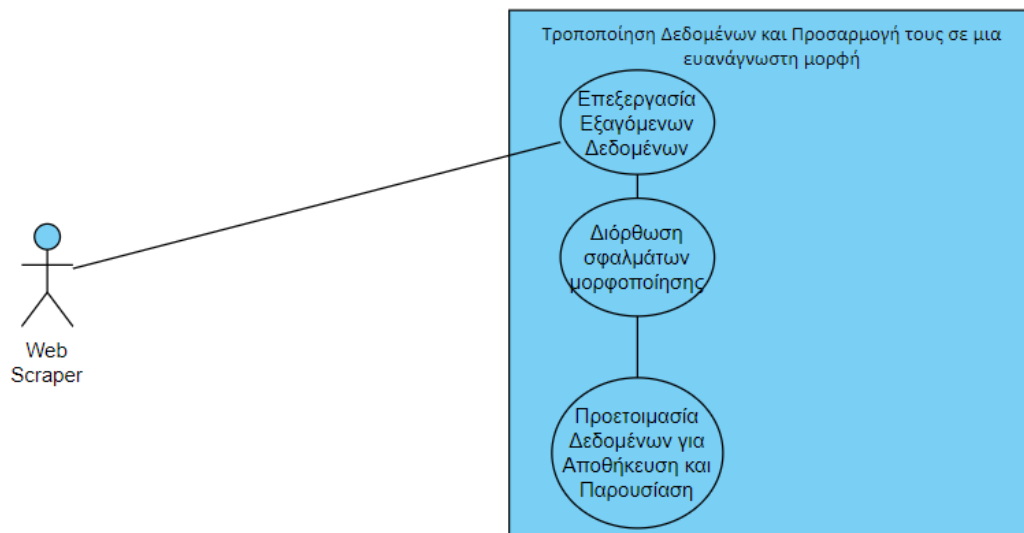 Τροποποίηση Δεδομένων και Προσαρμογή τους σε μια
ευανάγνωστη μορφή
Επεξεργασία
Εξαγόμενων
Δεδομένων
Διόρθωση
σφαλμάτων
μορφοποίησης
Web
Scraper
Προετοιμασία
Δεδομένων για
Αποθήκευση και
Παρουσίαση